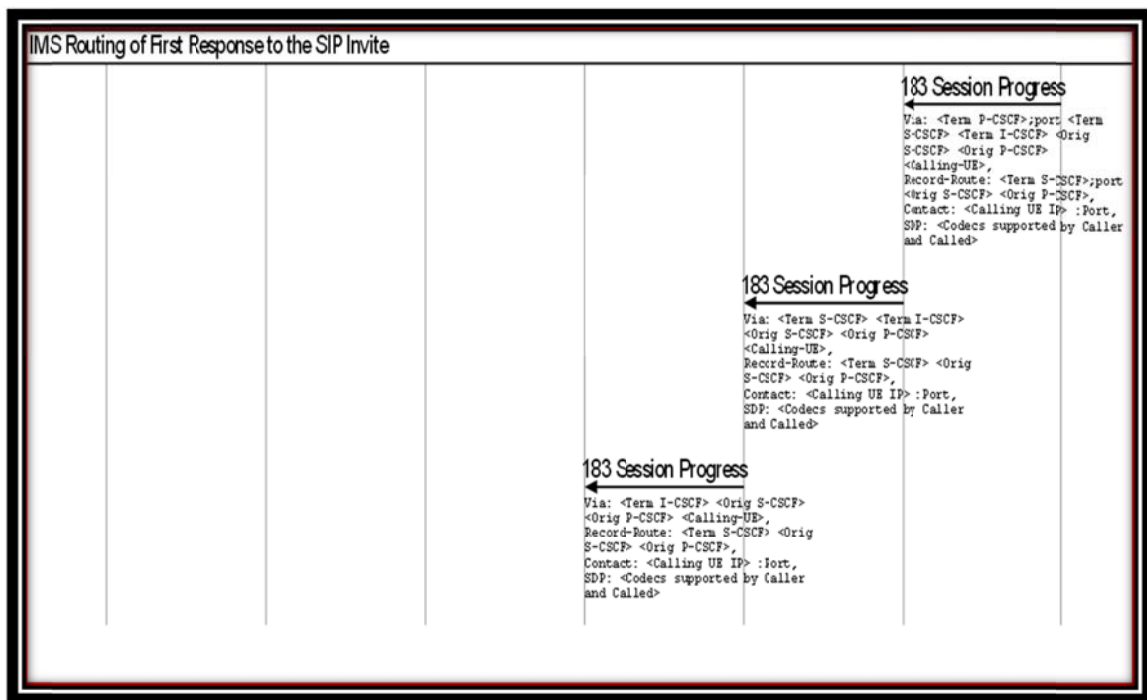 IMS Routing of First Response to the SIP Invite
183 Session Progress
Via: <Term P-CSCF>;port <Term
S-CSCF> <Term I-CSCF> <Orig
S-CSCF> <Orig P-CSCF>
<Calling-UE>,
Record-Route: <Term S-CSCF>;port
<Orig S-CSCF> <Orig P-CSCF>,
Contact: <Calling UE IP> :Port,
SDP: <Codecs supported by Caller
and Called>
183 Session Progress
Via: <Term S-CSCF> <Term I-CSCF>
<Orig S-CSCF> <Orig P-CSCF>
<Calling-UE>,
Record-Route: <Term S-CSCF> <Orig
S-CSCF> <Orig P-CSCF>,
Contact: <Calling UE IP> :Port,
SDP: <Codecs supported by Caller
and Called>
183 Session Progress
Via: <Term I-CSCF> <Orig S-CSCF>
<Orig P-CSCF> <Calling-UE>,
Record-Route: <Term S-CSCF> <Orig
S-CSCF> <Orig P-CSCF>,
Contact: <Calling UE IP> :Port,
SDP: <Codecs supported by Caller
and Called>